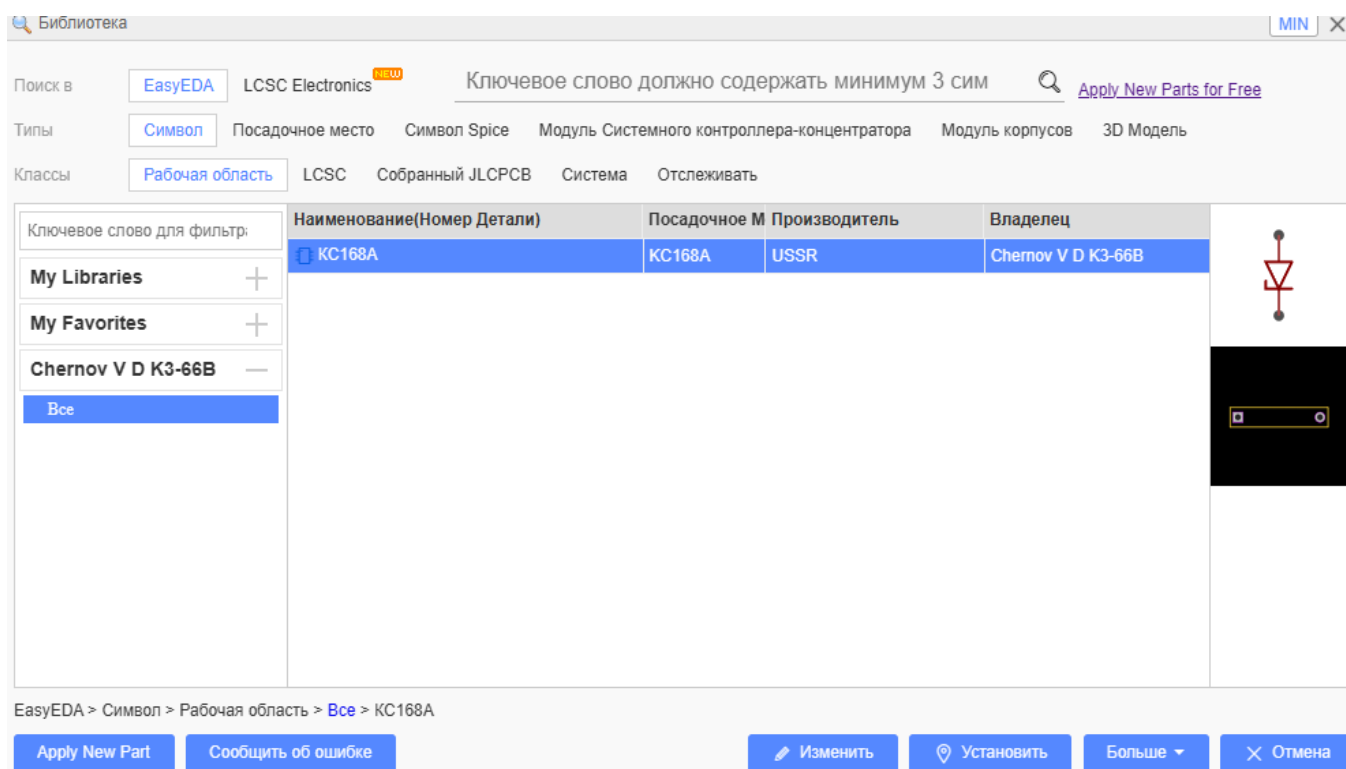 Библиотека MIN
Поиск в EasyEDA LCSC Electronics NEW Ключевое слово должно содержать минимум 3 сим Apply New Parts for Free
Типы Символ Посадочное место Символ Spice Модуль Системного контроллера-концентратора Модуль корпусов 3D Модель
Классы Рабочая область LCSC Собранный JLCPCB Система Отслеживать
Ключевое слово для фильтр Наименование(Номер Детали) Посадочное М Производитель Владелец
КС168А КС168А USSR Chernov V D K3-66B
My Libraries
My Favorites
Chernov V D K3-66B
Все
EasyEDA > Символ > Рабочая область > Все > КС168А
Apply New Part Сообщить об ошибке Изменить Установить Больше Отмена